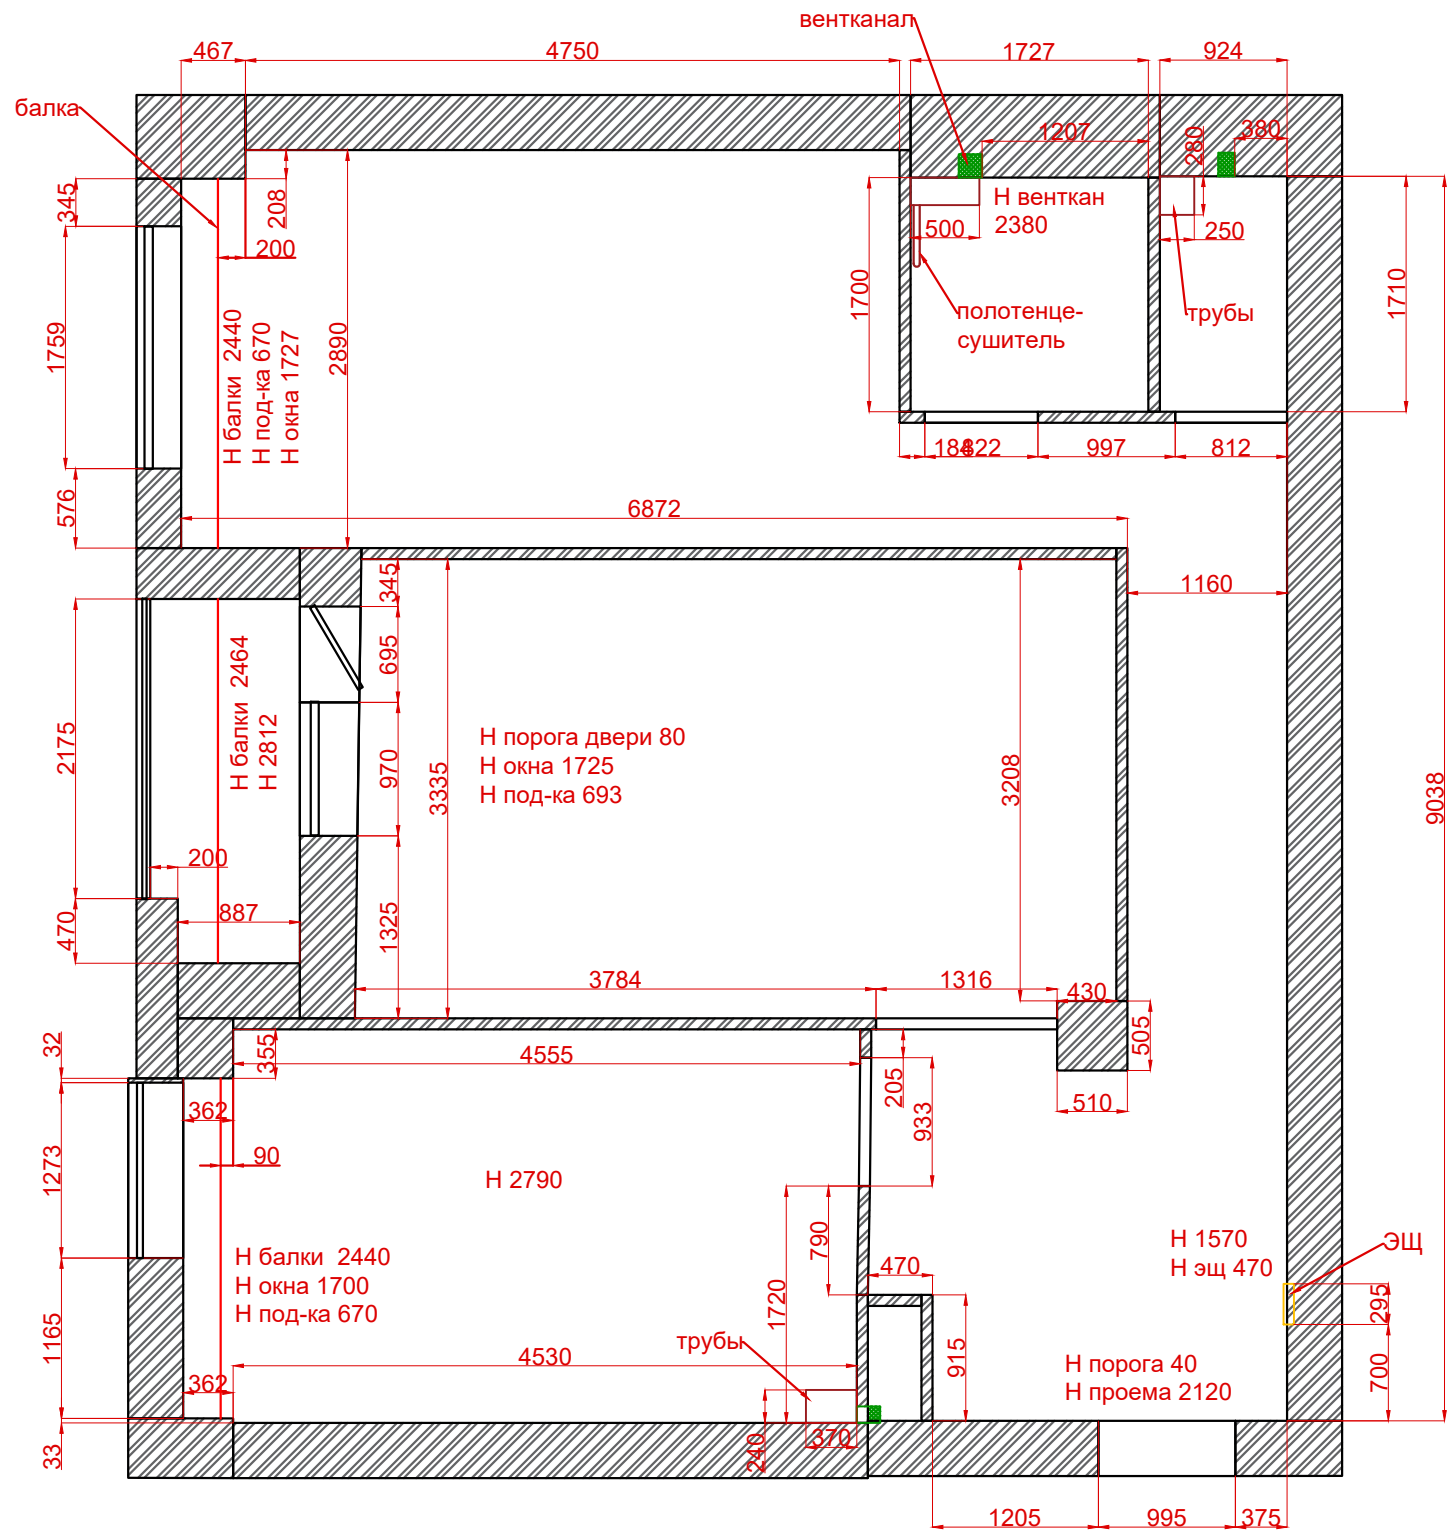 вентканал
467
4750
1727
924
балка
1207
280
380
345
208
200
Н венткан
2380
500
250
1700
1710
полотенце-
сушитель
трубы
1759
Н балки 2440
Н под-ка 670
Н окна 1727
2890
576
184
822
997
812
6872
345
1160
695
2175
Н балки 2464
Н 2812
970
3335
Н порога двери 80
Н окна 1725
Н под-ка 693
3208
9038
200
887
470
1325
3784
1316
430
505
32
355
4555
205
933
510
362
90
1273
Н 2790
790
470
Н 1570
Н эщ 470
ЭЩ
Н балки 2440
Н окна 1700
Н под-ка 670
1720
295
1165
трубы
4530
915
Н порога 40
Н проема 2120
700
362
33
240
370
1205
995
375